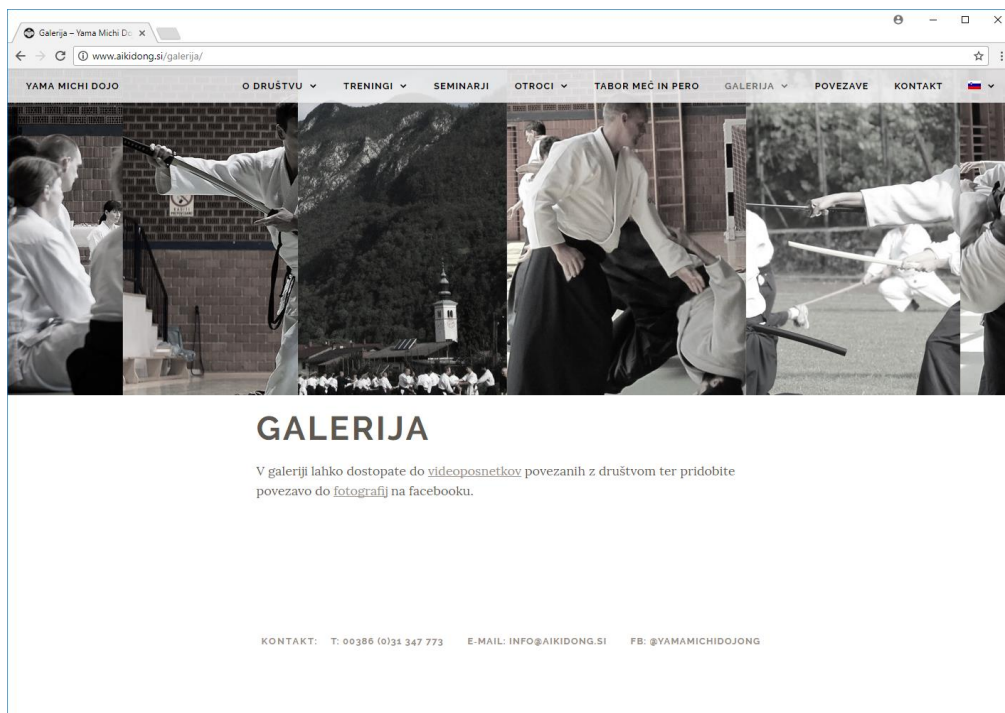 Galerija – Yama Michi Do
www.aikidong.si/galerija/
YAMA MICHI DOJO
O DRUŠTVU
TRENINGI
SEMINARJI
OTROCI
TABOR MEČ IN PERO
GALERIJA
POVEZAVE
KONTAKT
GALERIJA
V galeriji lahko dostopate do videoposnetkov povezanih z društvom ter pridobite
povezavo do fotografij na facebooku.
KONTAKT: T: 00386 (0)31 347 773 E-MAIL: INFO@AIKIDONG.SI FB: @YAMAMICHIDOJONG